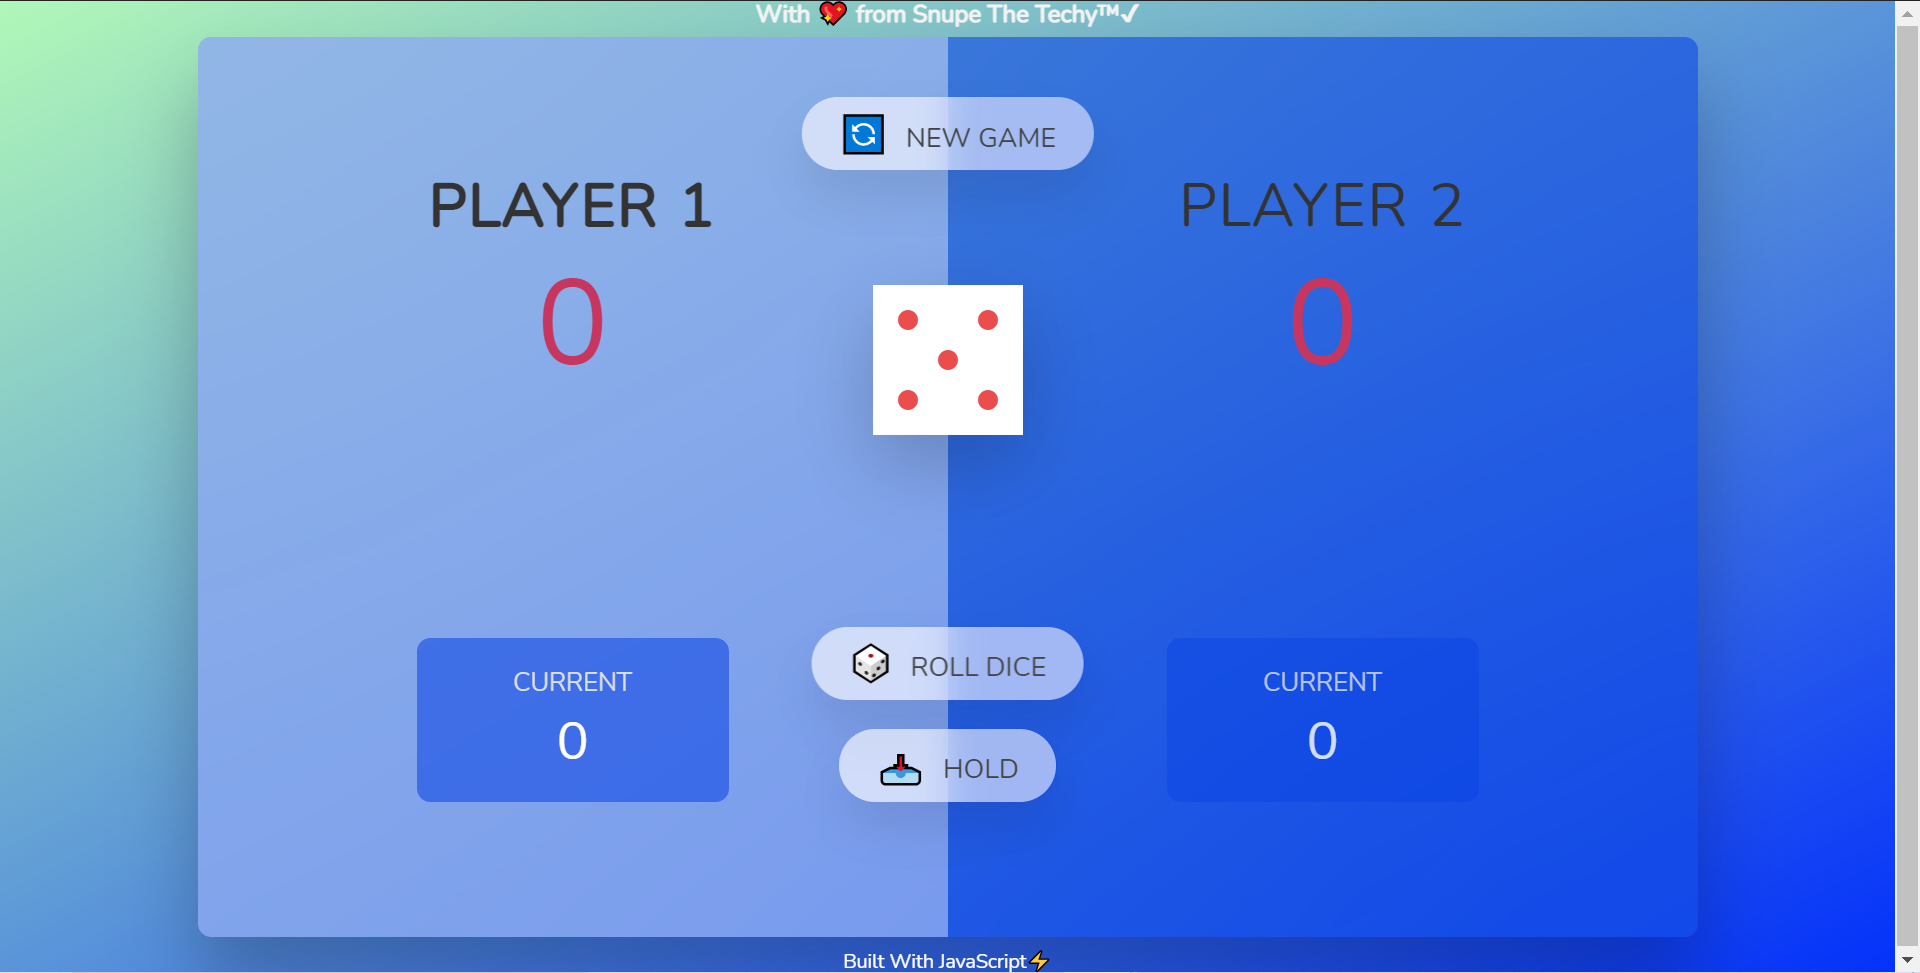 With 💖 from Snupe The Techy™✓
🔄 NEW GAME
PLAYER 1
0
PLAYER 2
0
CURRENT
0
🎲 ROLL DICE
📥 HOLD
CURRENT
0
Built With JavaScript⚡